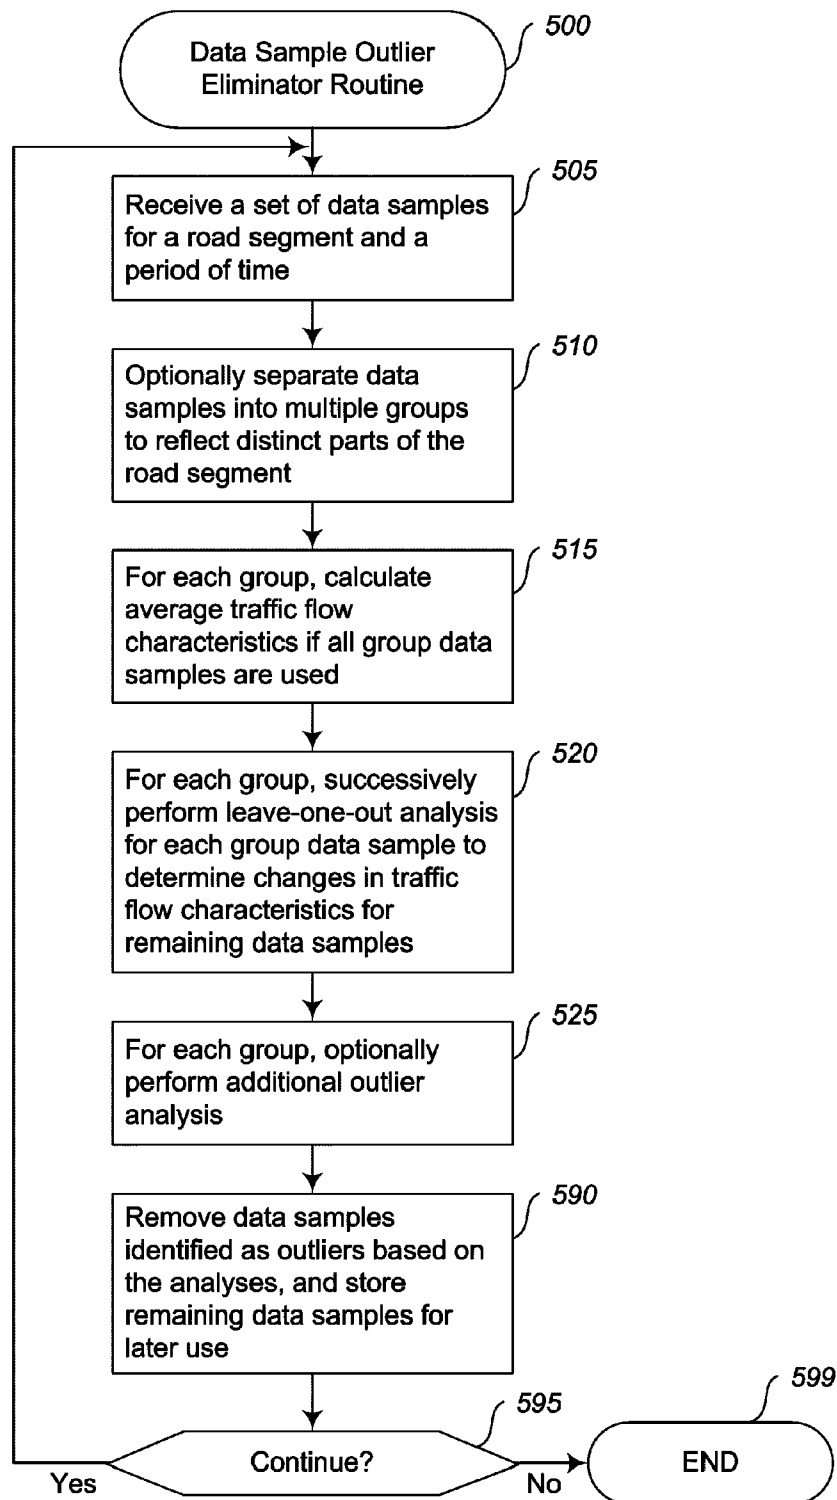 500
Data Sample Outlier
Eliminator Routine
505
Receive a set of data samples
for a road segment and a
period of time
510
Optionally separate data
samples into multiple groups
to reflect distinct parts of the
road segment
515
For each group, calculate
average traffic flow
characteristics if all group data
samples are used
520
For each group, successively
perform leave-one-out analysis
for each group data sample to
determine changes in traffic
flow characteristics for
remaining data samples
525
For each group, optionally
perform additional outlier
analysis
590
Remove data samples
identified as outliers based on
the analyses, and store
remaining data samples for
later use
595
Continue?
Yes
No
599
END